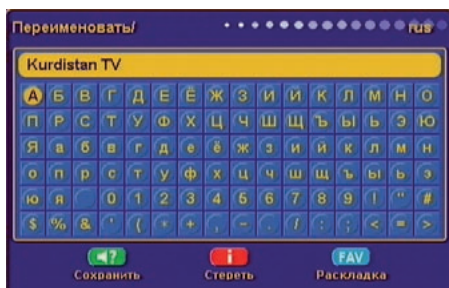 Переименовать/ rus
Kurdistan TV
А Б В Г Д Е Ё Ж З И Й К Л М Н О
П Р С Т У Ф Х Ц Ч Ш Щ Ъ Ы Ь Э Ю
Я а б в г д е ё ж з и й к л м н
о п р с т у ф х ц ч ш щ ъ ы ь э
ю я 0 1 2 3 4 5 6 7 8 9 ! " #
$ % & ' ( * + , - . / : ; < = >
? i FAV
Сохранить Стереть Раскладка